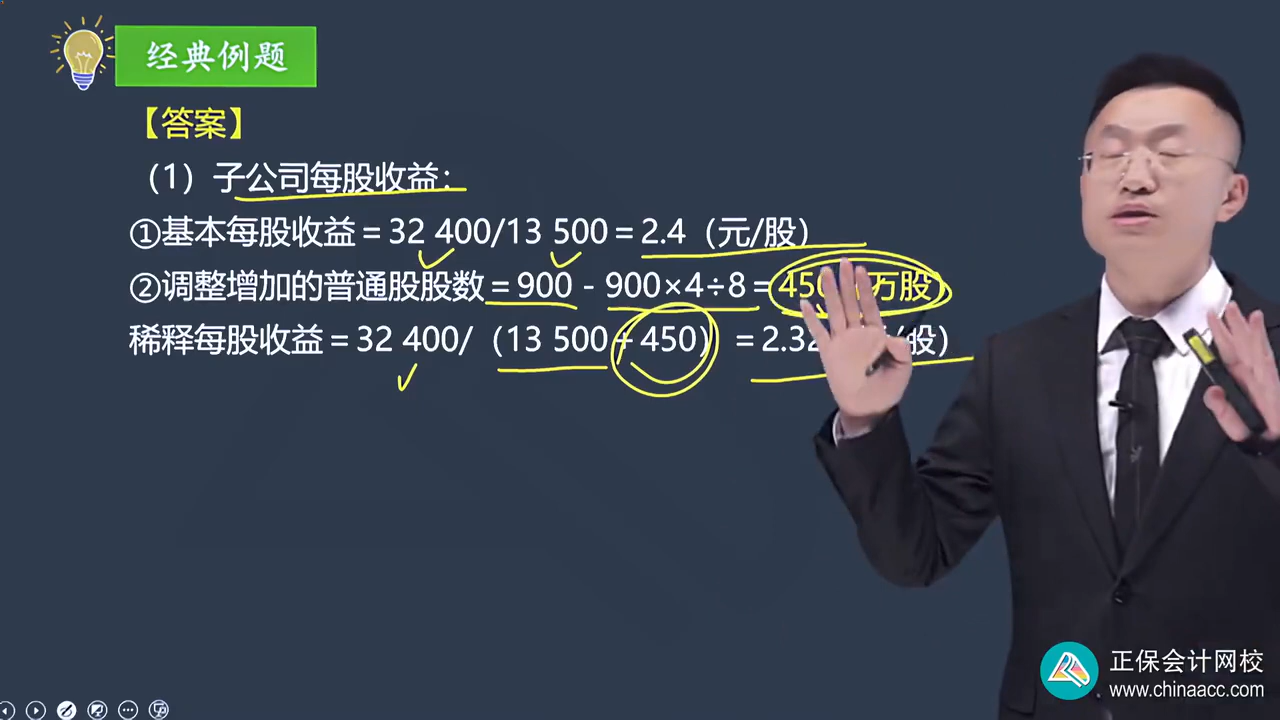 经典例题
【答案】
（1）子公司每股收益：
①基本每股收益＝32 400/13 500＝2.4（元/股）
②调整增加的普通股股数＝900－900×4÷8＝450（万股）
稀释每股收益＝32 400/（13 500＋450）＝2.32 股）
正保会计网校
www.chinaacc.com